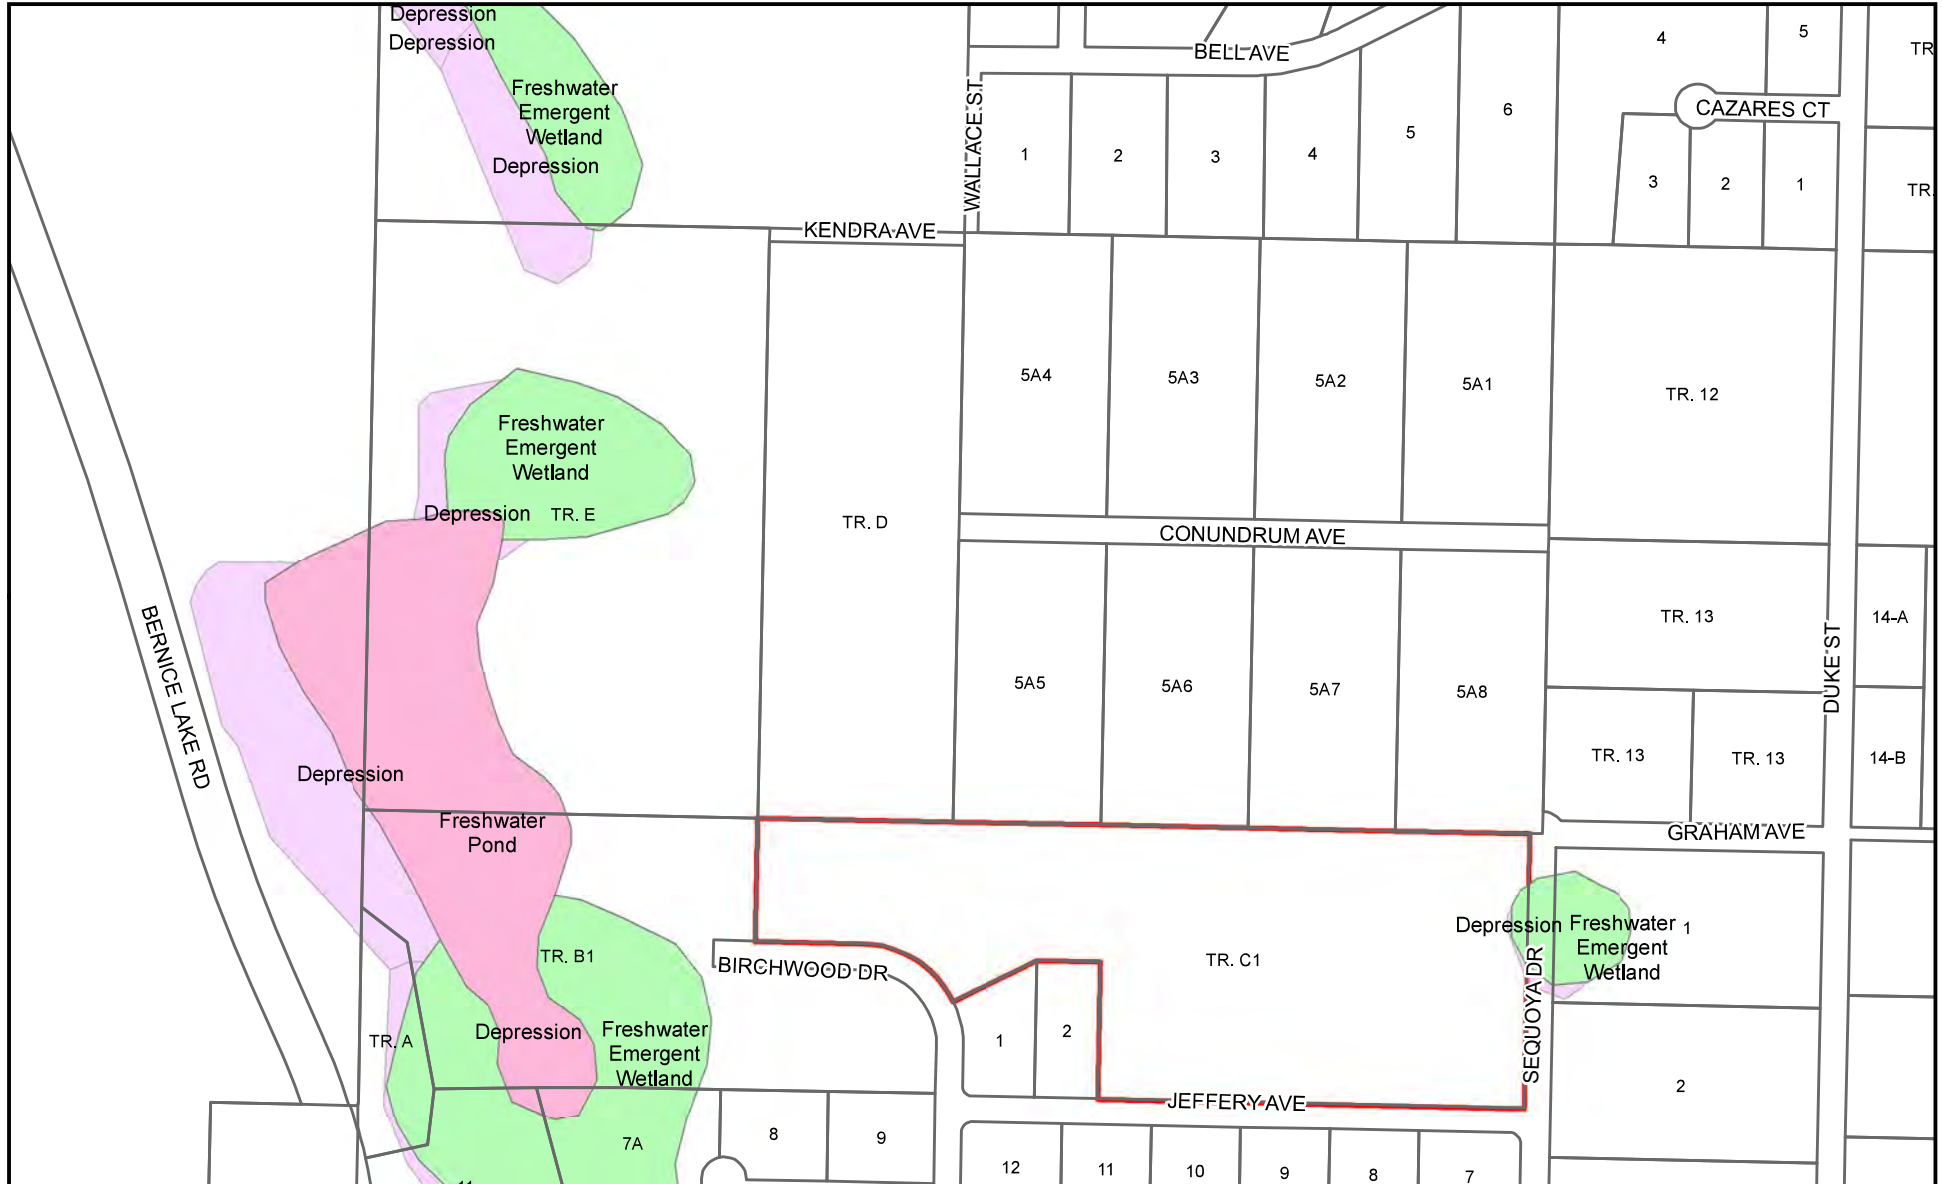 Depression
Depression
Freshwater
Emergent
Wetland
Depression
BELL AVE
4
5
TR
CAZARES CT
WALLACE ST
1
2
3
4
5
6
3
2
1
TR.
KENDRA AVE
5A4
5A3
5A2
5A1
TR. 12
Freshwater
Emergent
Wetland
Depression
TR. E
TR. D
CONUNDRUM AVE
BERNICE LAKE RD
TR. 13
14-A
DUKE ST
5A5
5A6
5A7
5A8
TR. 13
TR. 13
14-B
Depression
Freshwater
Pond
GRAHAM AVE
TR. B1
BIRCHWOOD DR
TR. C1
Depression
Freshwater
Emergent
Wetland
1
SEQUOYA DR
TR. A
Depression
Freshwater
Emergent
Wetland
1
2
2
JEFFERY AVE
7A
8
9
12
11
10
9
8
7